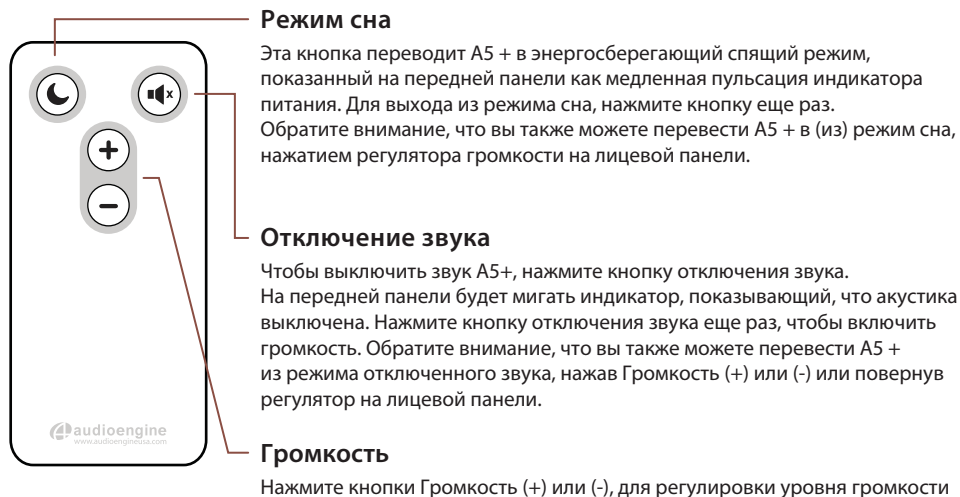 Режим сна
Эта кнопка переводит A5 + в энергосберегающий спящий режим,
показанный на передней панели как медленная пульсация индикатора
питания. Для выхода из режима сна, нажмите кнопку еще раз.
Обратите внимание, что вы также можете перевести A5 + в (из) режим сна,
нажатием регулятора громкости на лицевой панели.
Отключение звука
Чтобы выключить звук A5+, нажмите кнопку отключения звука.
На передней панели будет мигать индикатор, показывающий, что акустика
выключена. Нажмите кнопку отключения звука еще раз, чтобы включить
громкость. Обратите внимание, что вы также можете перевести A5 +
из режима отключенного звука, нажав Громкость (+) или (-) или повернув
регулятор на лицевой панели.
audioengine
www.audioengineusa.com
Громкость
Нажмите кнопки Громкость (+) или (-), для регулировки уровня громкости